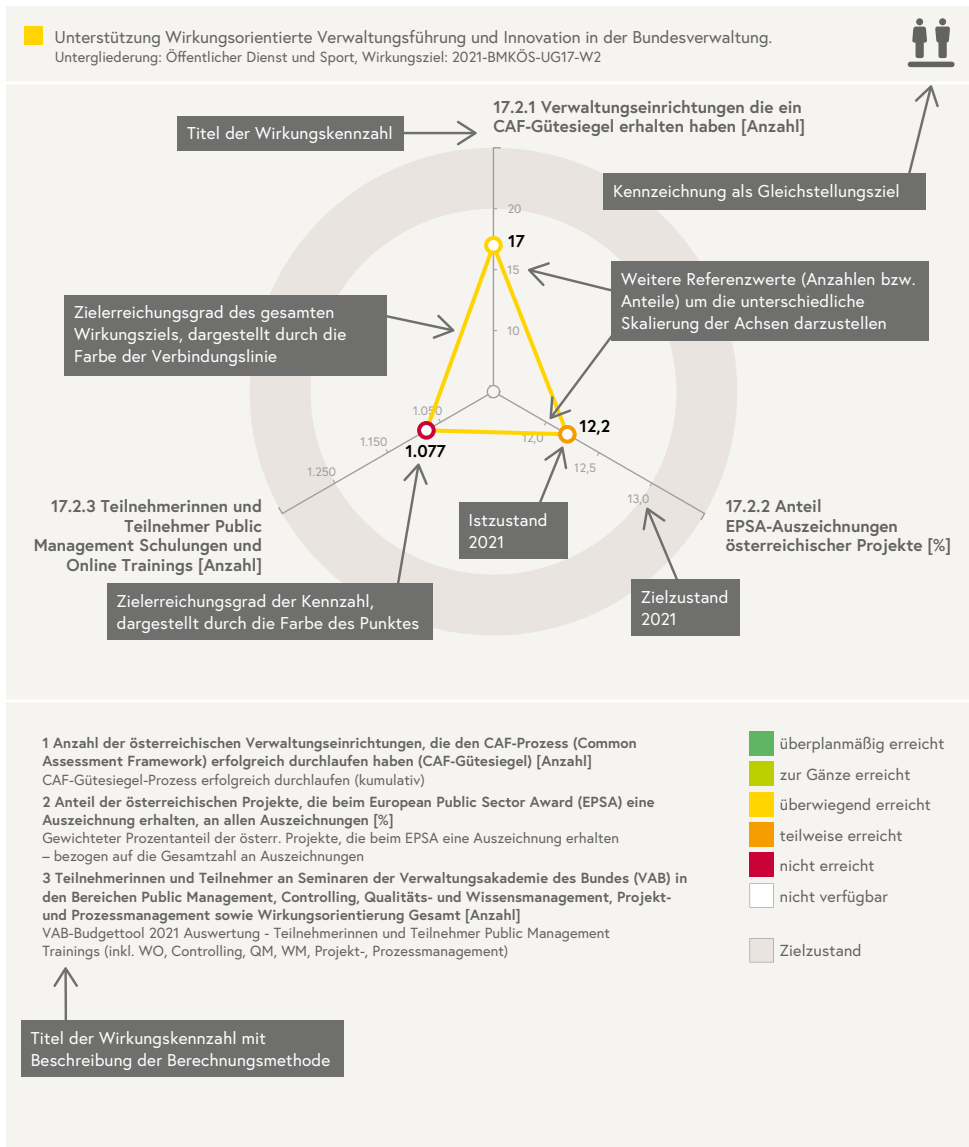 Unterstützung Wirkungsorientierte Verwaltungsführung und Innovation in der Bundesverwaltung.
Untergliederung: Öffentlicher Dienst und Sport, Wirkungsziel: 2021-BMKÖS-UG17-W2
17.2.1 Verwaltungseinrichtungen die ein
CAF-Gütesiegel erhalten haben [Anzahl]
Titel der Wirkungskennzahl
Kennzeichnung als Gleichstellungsziel
20
17
15
10
Weitere Referenzwerte (Anzahlen bzw.
Anteile) um die unterschiedliche
Skalierung der Achsen darzustellen
Zielerreichungsgrad des gesamten
Wirkungsziels, dargestellt durch die
Farbe der Verbindungslinie
1.050
1.150
1.250
1.077
12,0
12,2
12,5
13,0
17.2.3 Teilnehmerinnen und
Teilnehmer Public
Management Schulungen und
Online Trainings [Anzahl]
Istzustand
2021
17.2.2 Anteil
EPSA-Auszeichnungen
österreichischer Projekte [%]
Zielerreichungsgrad der Kennzahl,
dargestellt durch die Farbe des Punktes
Zielzustand
2021
1 Anzahl der österreichischen Verwaltungseinrichtungen, die den CAF-Prozess (Common
Assessment Framework) erfolgreich durchlaufen haben (CAF-Gütesiegel) [Anzahl]
CAF-Gütesiegel-Prozess erfolgreich durchlaufen (kumulativ)
2 Anteil der österreichischen Projekte, die beim European Public Sector Award (EPSA) eine
Auszeichnung erhalten, an allen Auszeichnungen [%]
Gewichteter Prozentanteil der österr. Projekte, die beim EPSA eine Auszeichnung erhalten
– bezogen auf die Gesamtzahl an Auszeichnungen
3 Teilnehmerinnen und Teilnehmer an Seminaren der Verwaltungsakademie des Bundes (VAB) in
den Bereichen Public Management, Controlling, Qualitäts- und Wissensmanagement, Projekt-
und Prozessmanagement sowie Wirkungsorientierung Gesamt [Anzahl]
VAB-Budgettool 2021 Auswertung - Teilnehmerinnen und Teilnehmer Public Management
Trainings (inkl. WO, Controlling, QM, WM, Projekt-, Prozessmanagement)
überplanmäßig erreicht
zur Gänze erreicht
überwiegend erreicht
teilweise erreicht
nicht erreicht
nicht verfügbar
Zielzustand
Titel der Wirkungskennzahl mit
Beschreibung der Berechnungsmethode